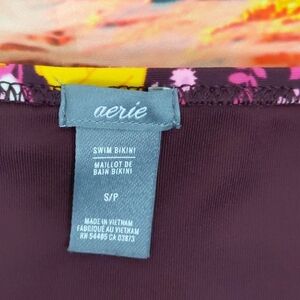 aerie
SWIM BIKINI
MAILLOT DE
BAIN BIKINI
S/P
MADE IN VIETNAM
FABRIQUÉ AU VIETNAM
RN 54485 CA 03873